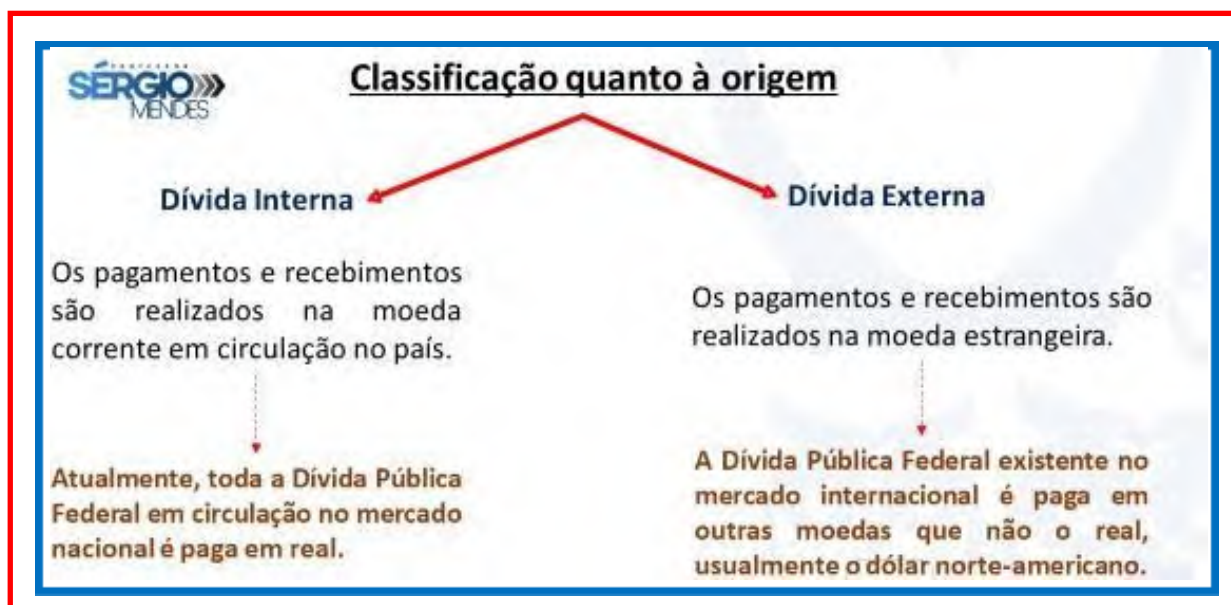 PROFESSOR
SÉRGIO
MENDES
Classificação quanto à origem
Dívida Interna
Os pagamentos e recebimentos
são realizados na moeda
corrente em circulação no país.
Atualmente, toda a Dívida Pública
Federal em circulação no mercado
nacional é paga em real.
Dívida Externa
Os pagamentos e recebimentos são
realizados na moeda estrangeira.
A Dívida Pública Federal existente no
mercado internacional é paga em
outras moedas que não o real,
usualmente o dólar norte-americano.